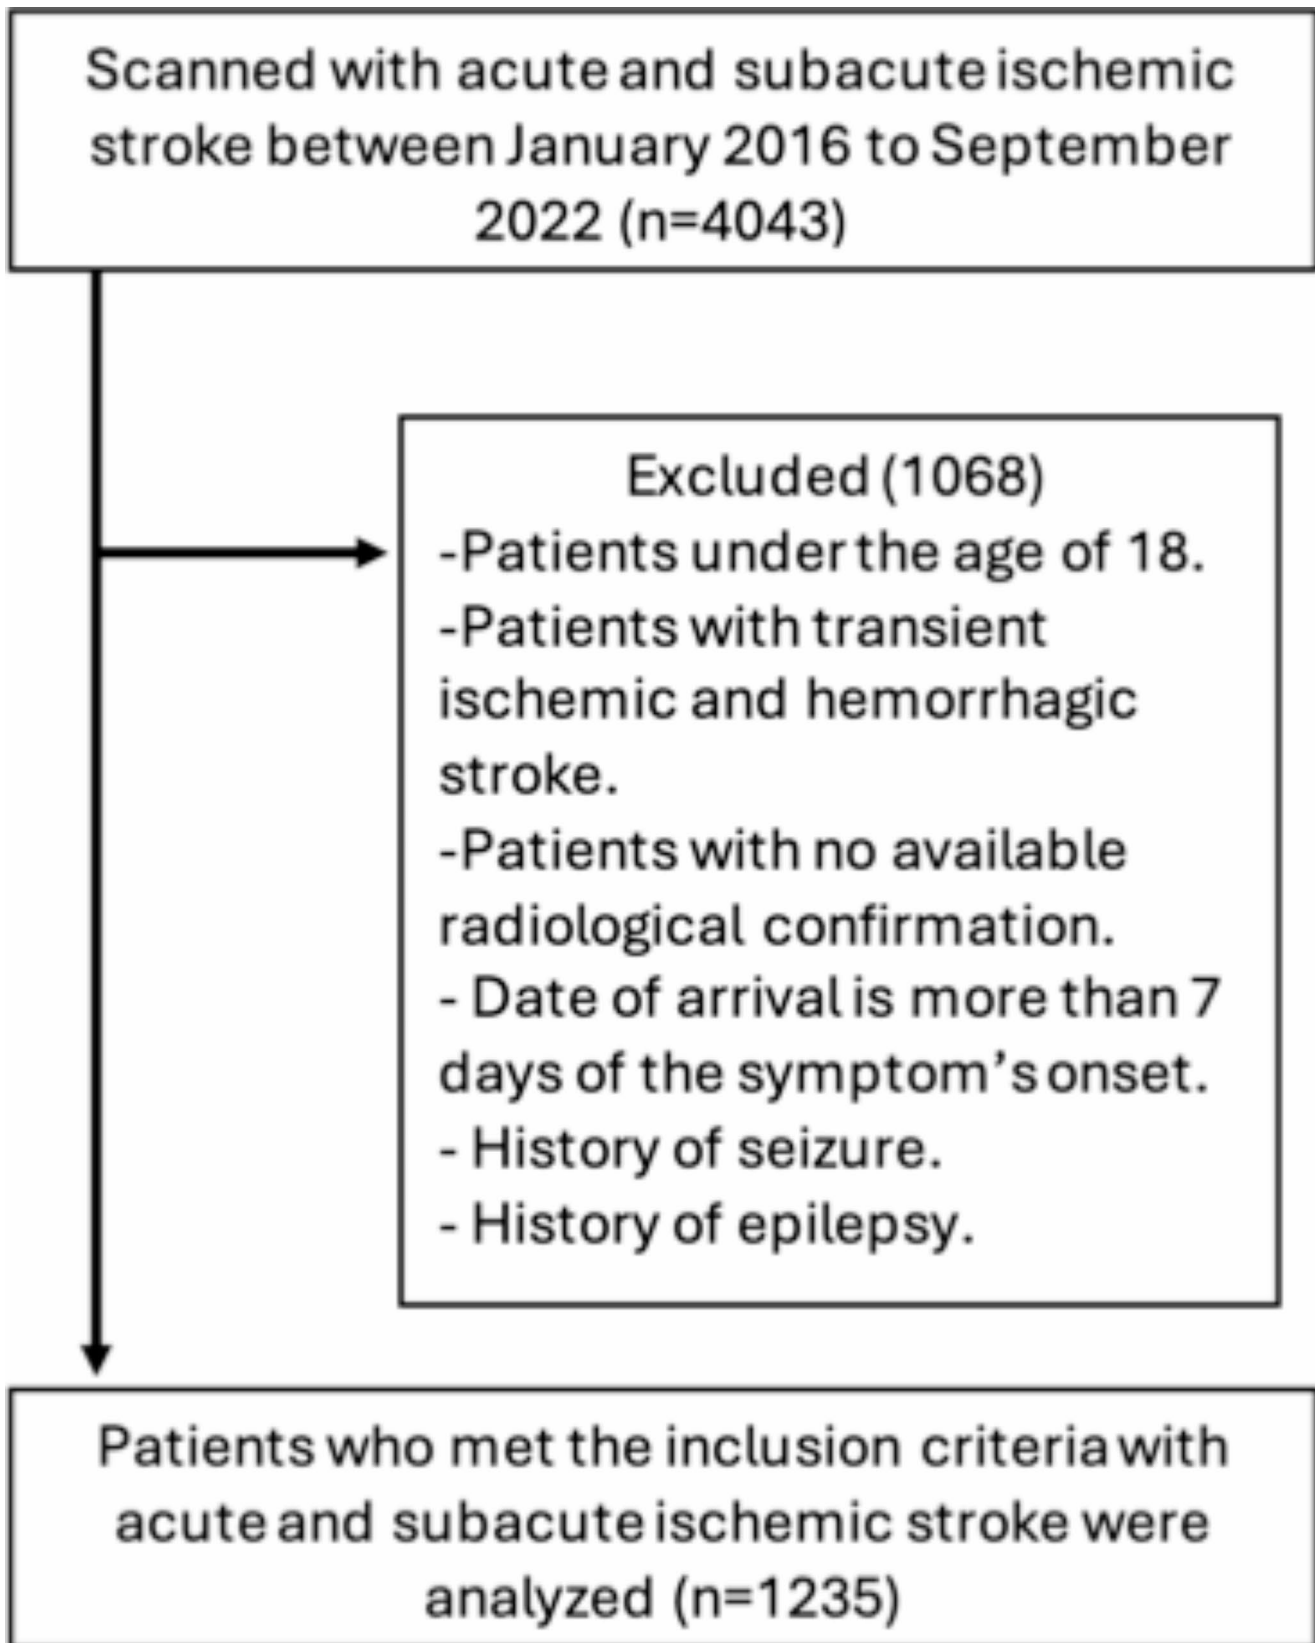 Scanned with acute and subacute ischemic
stroke between January 2016 to September
2022 (n=4043)
Excluded (1068)
-Patients under the age of 18.
-Patients with transient
ischemic and hemorrhagic
stroke.
-Patients with no available
radiological confirmation.
- Date of arrival is more than 7
days of the symptom’s onset.
- History of seizure.
- History of epilepsy.
Patients who met the inclusion criteria with
acute and subacute ischemic stroke were
analyzed (n=1235)